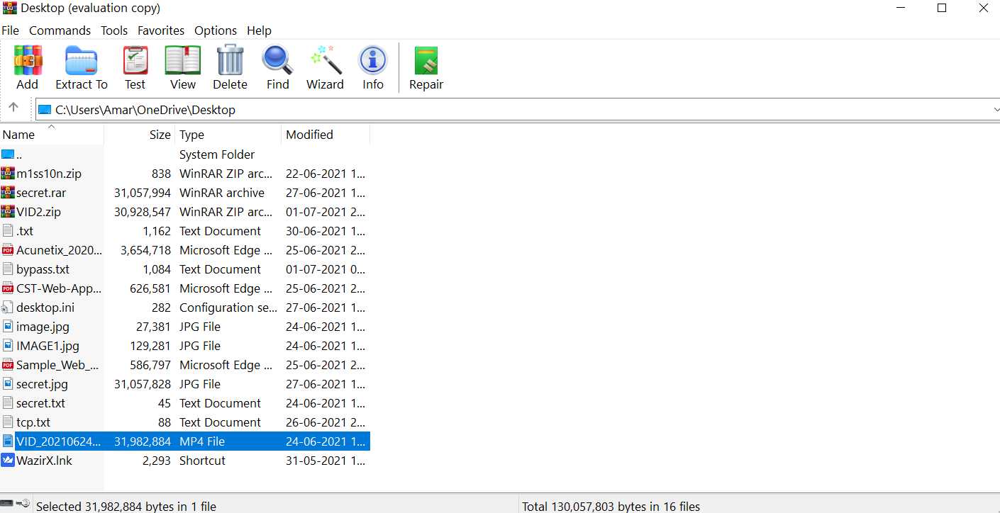 Desktop (evaluation copy)
File Commands Tools Favorites Options Help
Add Extract To Test View Delete Find Wizard Info Repair
C:\Users\Amar\OneDrive\Desktop
Name Size Type Modified
.. System Folder
m1ss10n.zip 838 WinRAR ZIP arc... 22-06-2021 1...
secret.rar 31,057,994 WinRAR archive 27-06-2021 1...
VID2.zip 30,928,547 WinRAR ZIP arc... 01-07-2021 2...
.txt 1,162 Text Document 30-06-2021 1...
Acunetix_2020... 3,654,718 Microsoft Edge ... 25-06-2021 2...
bypass.txt 1,084 Text Document 01-07-2021 0...
CST-Web-App... 626,581 Microsoft Edge ... 25-06-2021 2...
desktop.ini 282 Configuration se... 27-06-2021 1...
image.jpg 27,381 JPG File 24-06-2021 1...
IMAGE1.jpg 129,281 JPG File 24-06-2021 1...
Sample_Web_... 586,797 Microsoft Edge ... 25-06-2021 2...
secret.jpg 31,057,828 JPG File 27-06-2021 1...
secret.txt 45 Text Document 24-06-2021 1...
tcp.txt 88 Text Document 26-06-2021 2...
VID_20210624... 31,982,884 MP4 File 24-06-2021 1...
WazirX.lnk 2,293 Shortcut 31-05-2021 1...
Selected 31,982,884 bytes in 1 file Total 130,057,803 bytes in 16 files